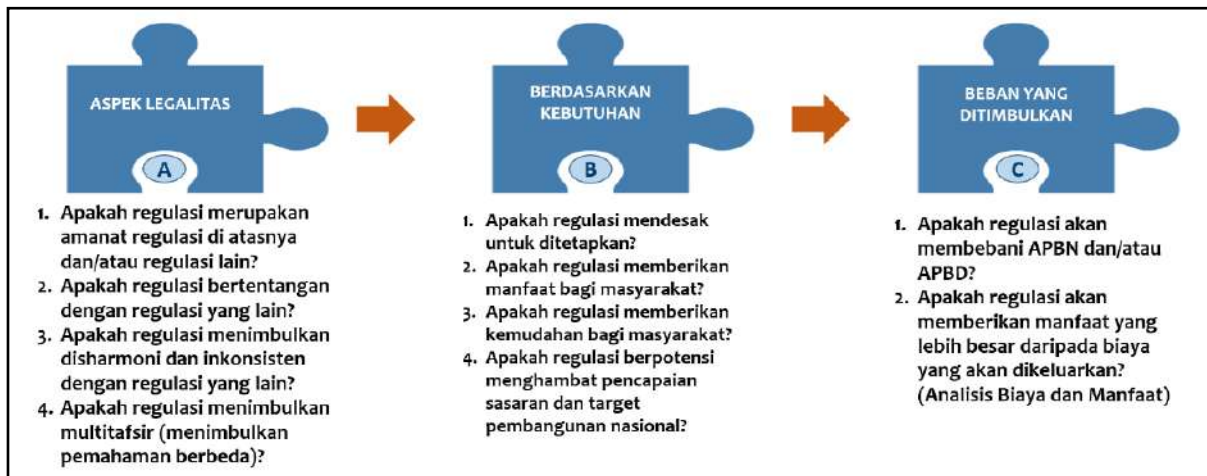 ASPEK LEGALITAS
A
1. Apakah regulasi merupakan
amanat regulasi di atasnya
dan/atau regulasi lain?
2. Apakah regulasi bertentangan
dengan regulasi yang lain?
3. Apakah regulasi menimbulkan
disharmoni dan inkonsisten
dengan regulasi yang lain?
4. Apakah regulasi menimbulkan
multitafsir (menimbulkan
pemahaman berbeda)?
BERDASARKAN
KEBUTUHAN
B
1. Apakah regulasi mendesak
untuk ditetapkan?
2. Apakah regulasi memberikan
manfaat bagi masyarakat?
3. Apakah regulasi memberikan
kemudahan bagi masyarakat?
4. Apakah regulasi berpotensi
menghambat pencapaian
sasaran dan target
pembangunan nasional?
BEBAN YANG
DITIMBULKAN
C
1. Apakah regulasi akan
membebani APBN dan/atau
APBD?
2. Apakah regulasi akan
memberikan manfaat yang
lebih besar daripada biaya
yang akan dikeluarkan?
(Analisis Biaya dan Manfaat)